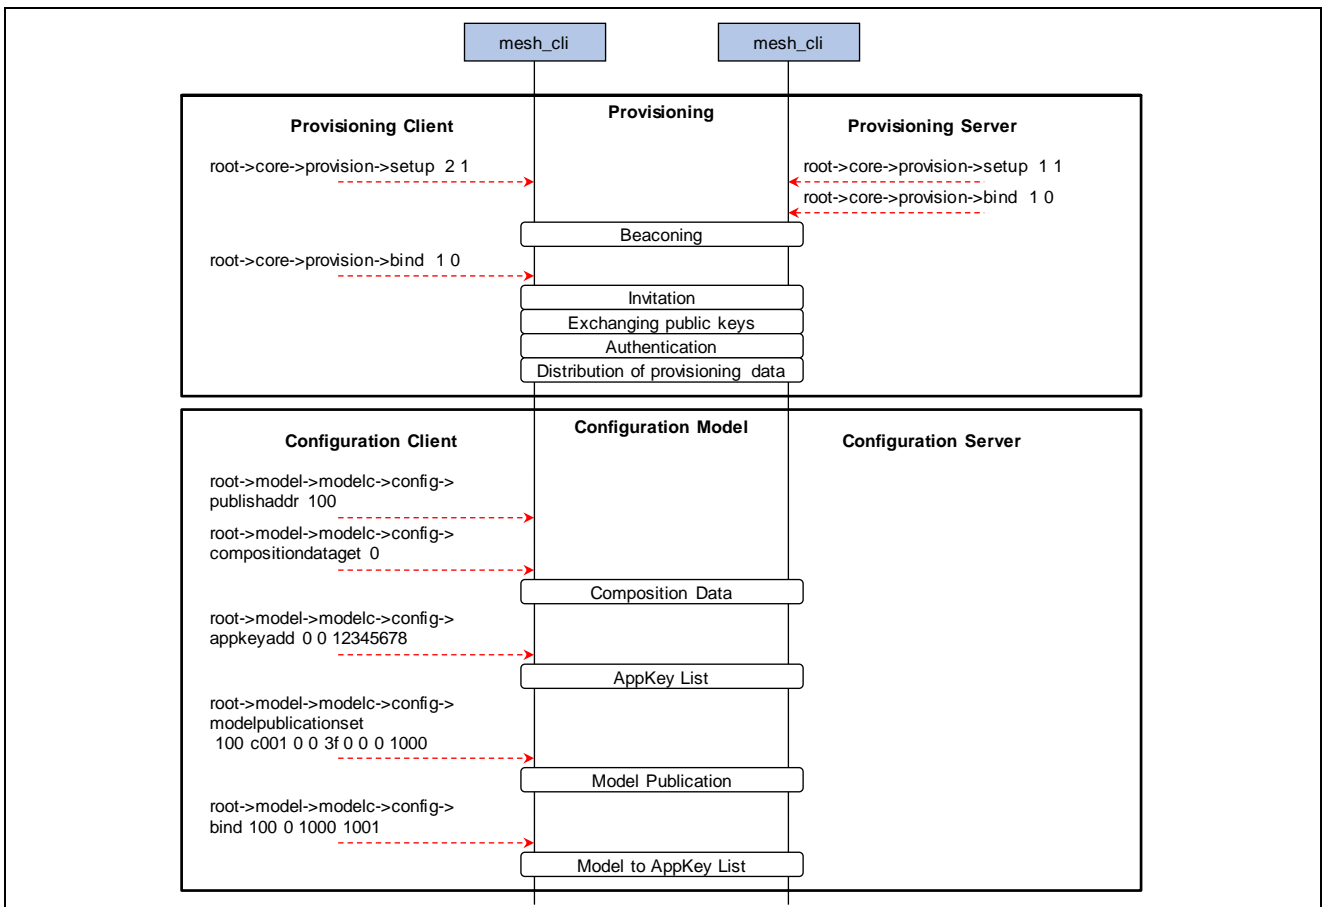 mesh_cli
mesh_cli
Provisioning
Provisioning Client
Provisioning Server
root->core->provision->setup 2 1
root->core->provision->setup 1 1
root->core->provision->bind 1 0
Beaconing
root->core->provision->bind 1 0
Invitation
Exchanging public keys
Authentication
Distribution of provisioning data
Configuration Model
Configuration Client
Configuration Server
root->model->modelc->config->
publishaddr 100
root->model->modelc->config->
compositiondataget 0
Composition Data
root->model->modelc->config->
appkeyadd 0 0 12345678
AppKey List
root->model->modelc->config->
modelpublicationset
100 c001 0 0 3f 0 0 0 1000
Model Publication
root->model->modelc->config->
bind 100 0 1000 1001
Model to AppKey List